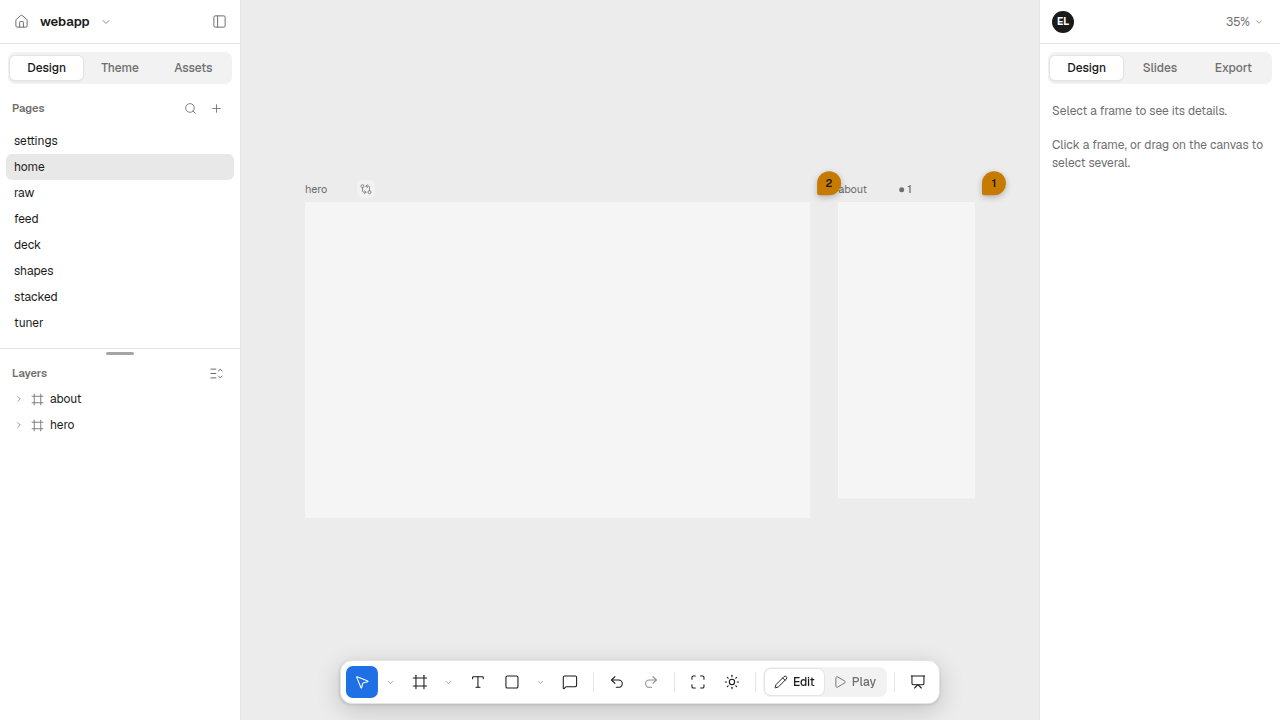 webapp
Design
Theme
Assets
Pages
settings
home
raw
feed
deck
shapes
stacked
tuner
Layers
about
hero
hero
2
about
1
1
Edit
Play
EL
35%
Design
Slides
Export
Select a frame to see its details.
Click a frame, or drag on the canvas to
select several.